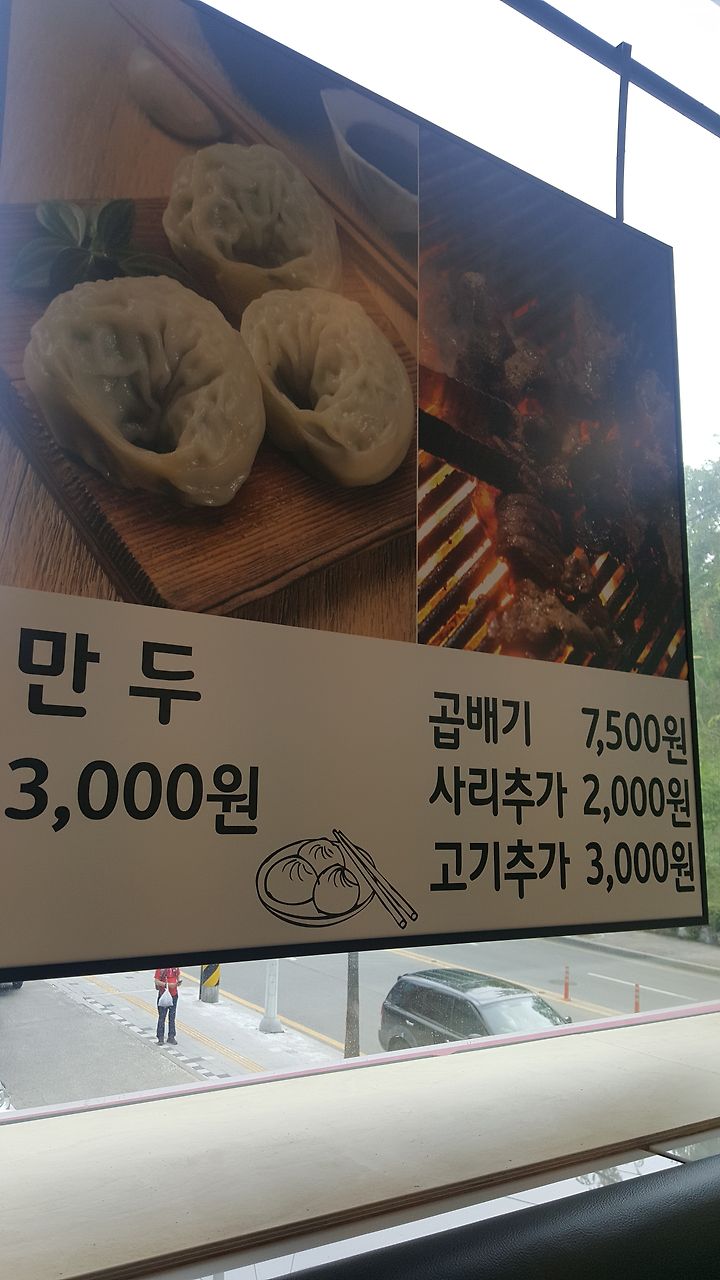 만두
3,000원
곱배기 7,500원
사리추가 2,000원
고기추가 3,000원